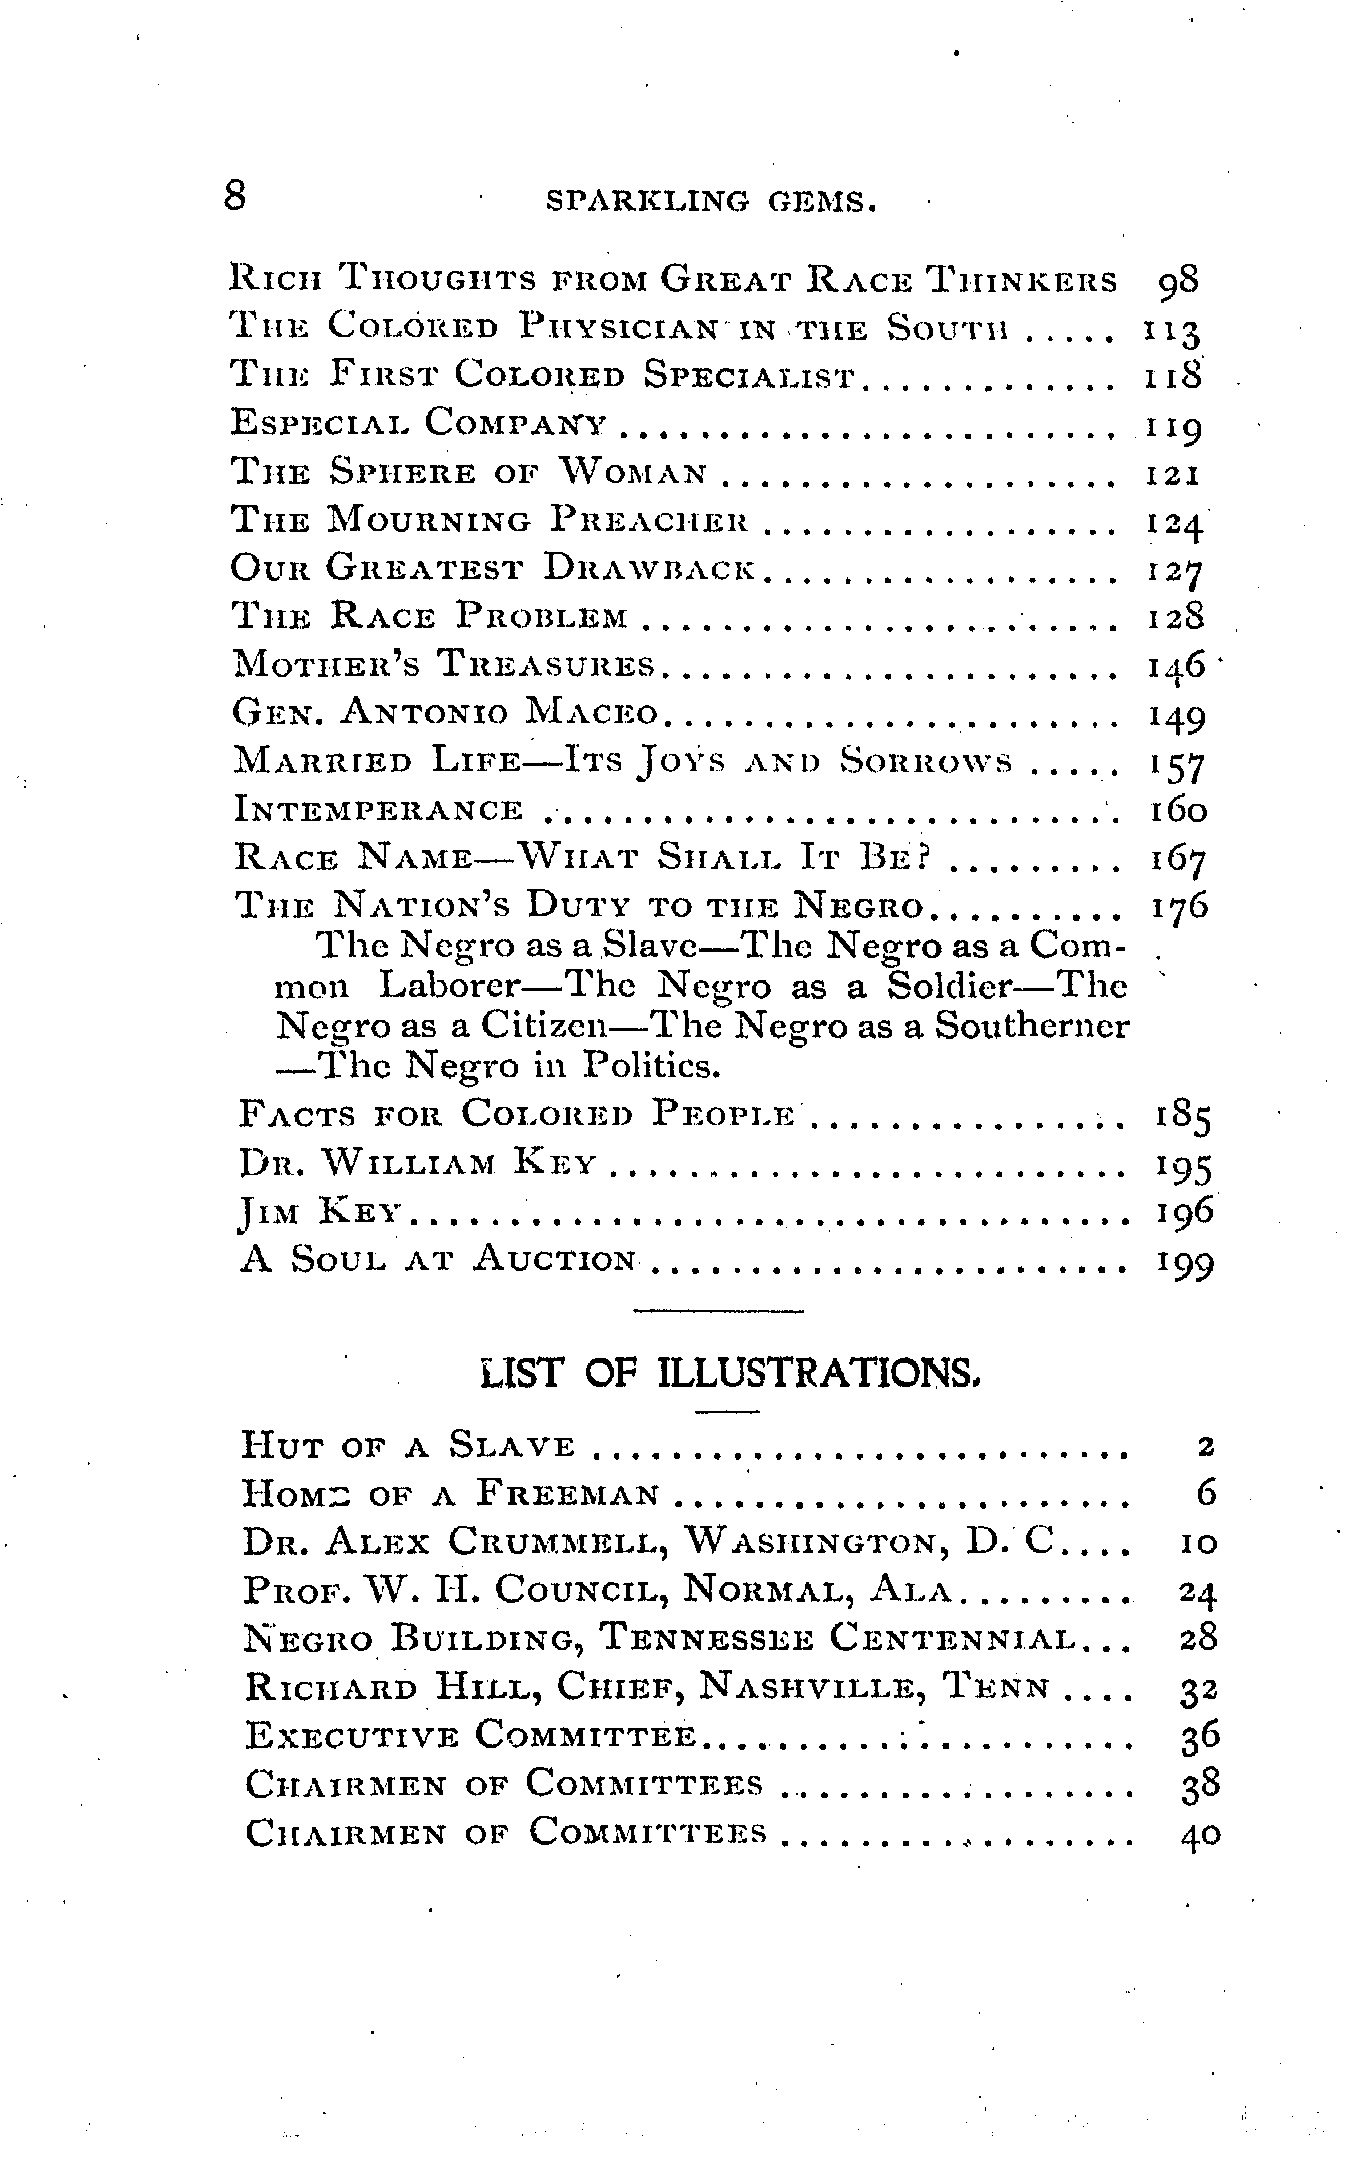 8 SPARKLING GEMS.
RICH THOUGHTS FROM GREAT RACE THINKERS 98
THE COLORED PHYSICIAN IN THE SOUTH ..... 113
THE FIRST COLORED SPECIALIST............. 118
ESPECIAL COMPANY ......................... 119
THE SPHERE OF WOMAN .................... 121
THE MOURNING PREACHER .................. 124
OUR GREATEST DRAWBACK.................. 127
THE RACE PROBLEM ........................ 128
MOTHER'S TREASURES....................... 146
GEN. ANTONIO MACEO....................... 149
MARRIED LIFE—ITS JOYS AND SORROWS ..... 157
INTEMPERANCE ............................. 160
RACE NAME—WHAT SHALL IT BE? ......... 167
THE NATION'S DUTY TO THE NEGRO.......... 176
The Negro as a Slave—The Negro as a Com-
mon Laborer—The Negro as a Soldier—The
Negro as a Citizen—The Negro as a Southerner
—The Negro in Politics.
FACTS FOR COLORED PEOPLE ................ 185
DR. WILLIAM KEY .......................... 195
JIM KEY.................................... 196
A SOUL AT AUCTION ........................ 199
LIST OF ILLUSTRATIONS.
HUT OF A SLAVE ........................... 2
HOME OF A FREEMAN ....................... 6
DR. ALEX CRUMMELL, WASHINGTON, D. C.... 10
PROF. W. H. COUNCIL, NORMAL, ALA......... 24
NEGRO BUILDING, TENNESSEE CENTENNIAL... 28
RICHARD HILL, CHIEF, NASHVILLE, TENN .... 32
EXECUTIVE COMMITTEE...................... 36
CHAIRMEN OF COMMITTEES .................. 38
CHAIRMEN OF COMMITTEES .................. 40